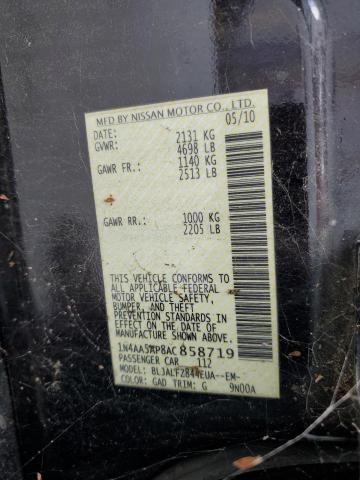 MFD BY NISSAN MOTOR CO., LTD.
DATE: 05/10
GVWR: 2131 KG
4698 LB
GAWR FR.: 1140 KG
2513 LB
GAWR RR.: 1000 KG
2205 LB
THIS VEHICLE CONFORMS TO
ALL APPLICABLE FEDERAL
MOTOR VEHICLE SAFETY,
BUMPER, AND THEFT
PREVENTION STANDARDS IN
EFFECT ON THE DATE OF
MANUFACTURE SHOWN ABOVE.
1N4AA5AP8AC858719
PASSENGER CAR 112
MODEL: BLJALFZ844EUA--EM-
COLOR: GAD TRIM: G 9N00A